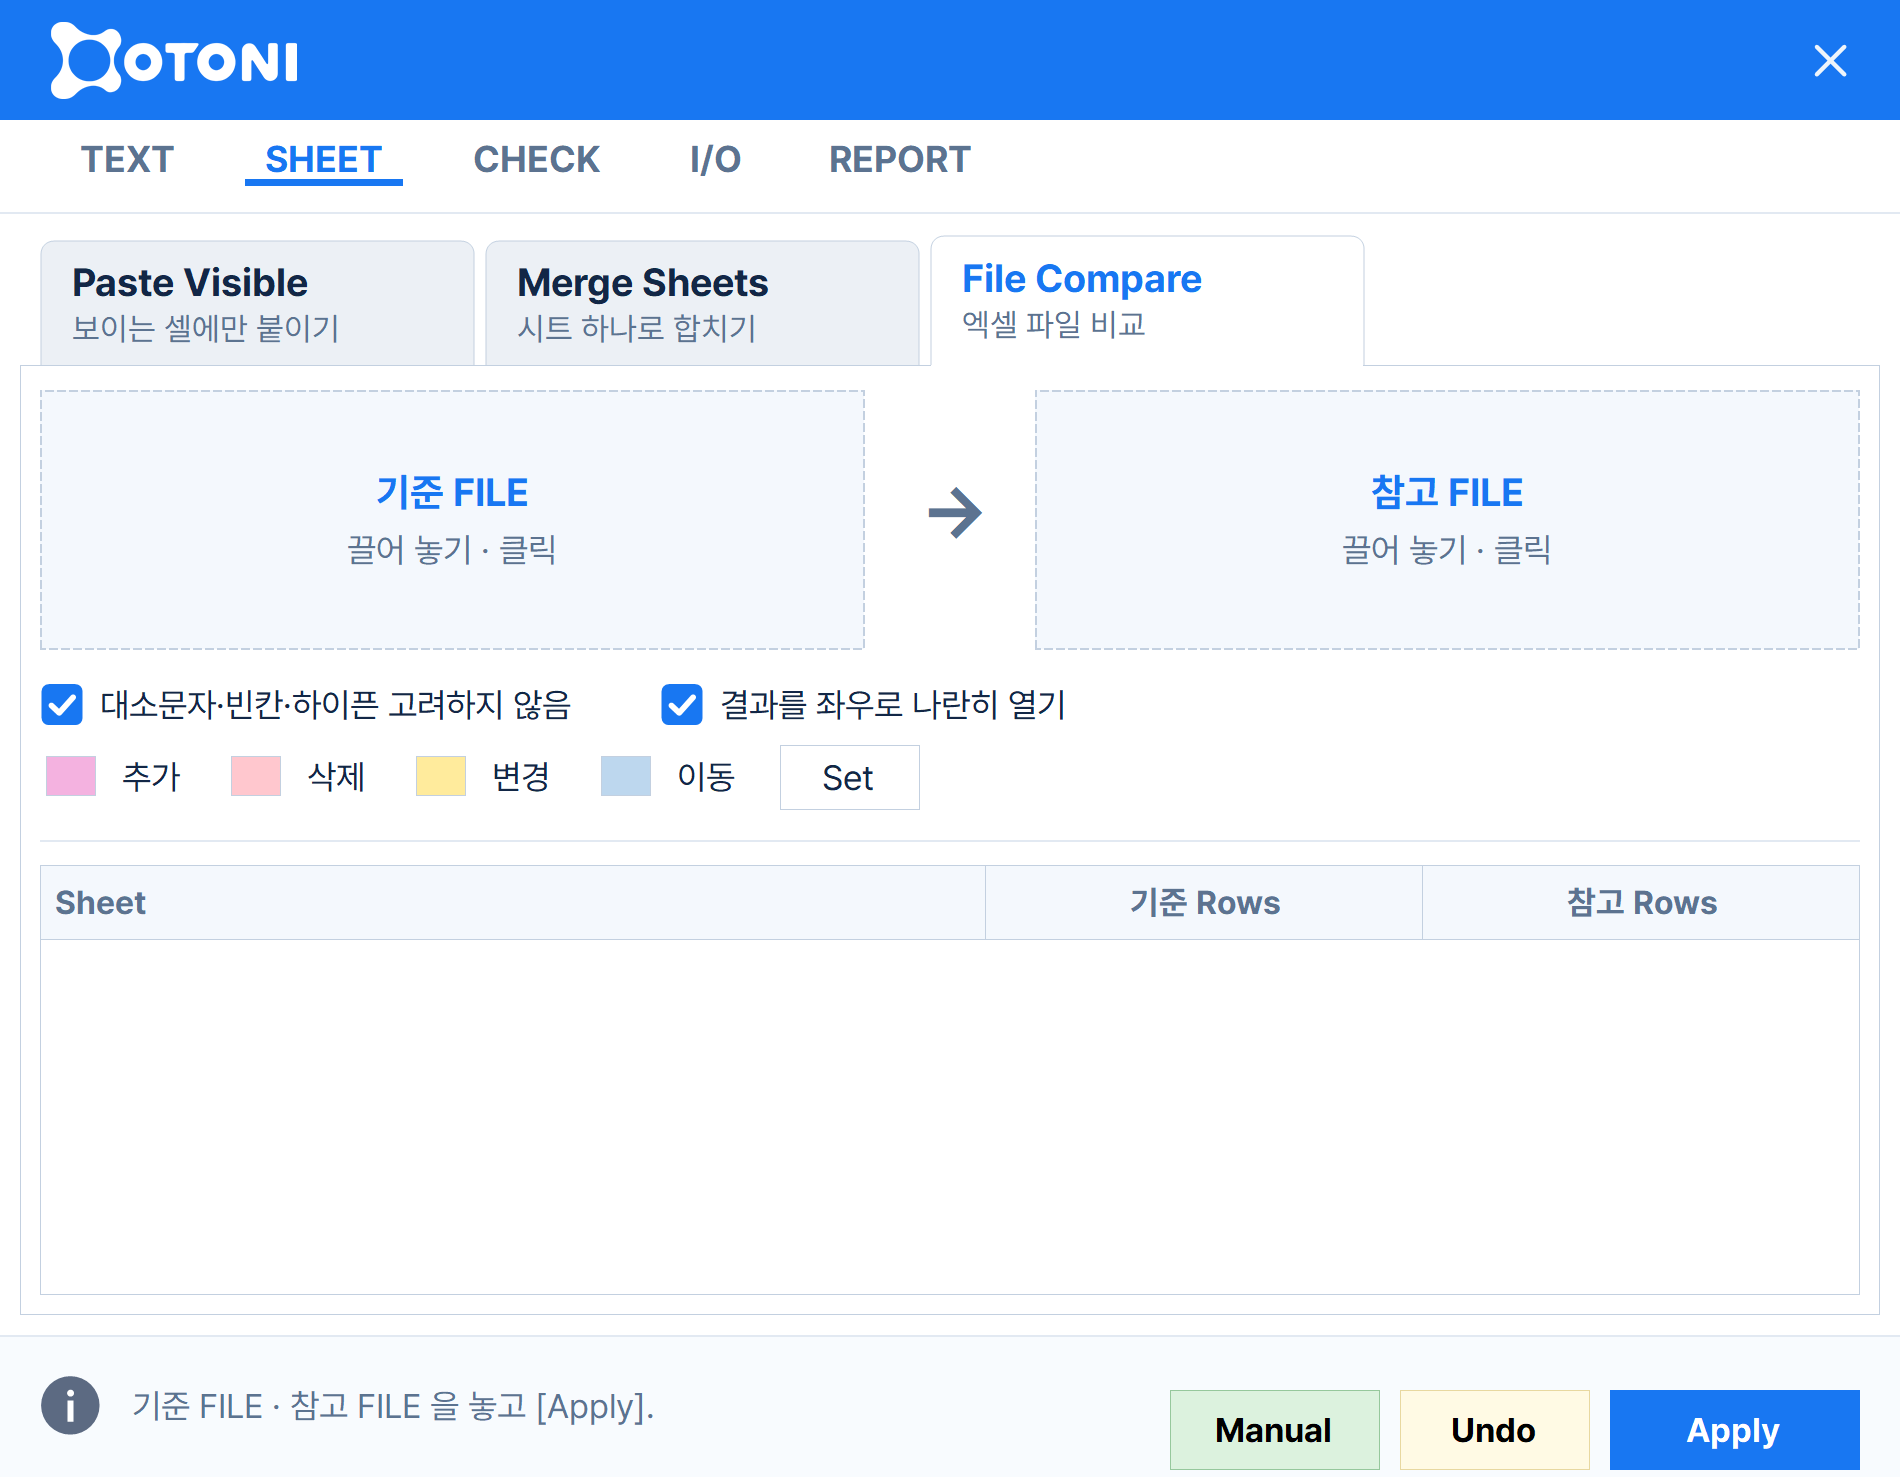 OTONI
TEXT SHEET CHECK I/O REPORT
Paste Visible
보이는 셀에만 붙이기
Merge Sheets
시트 하나로 합치기
File Compare
엑셀 파일 비교
기준 FILE
끌어 놓기 · 클릭
→
참고 FILE
끌어 놓기 · 클릭
대소문자·빈칸·하이픈 고려하지 않음
결과를 좌우로 나란히 열기
추가 삭제 변경 이동 Set
Sheet 기준 Rows 참고 Rows
기준 FILE · 참고 FILE 을 놓고 [Apply].
Manual Undo Apply